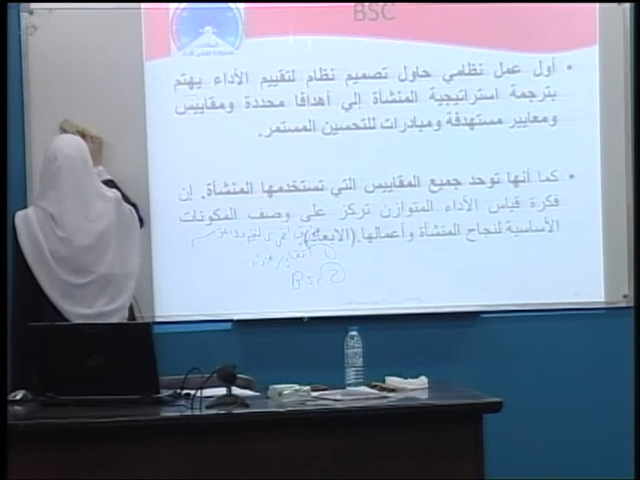 BSC
• أول عمل نظامي حاول تصميم نظام لتقييم الأداء يهتم
بترجمة استراتيجية المنشأة إلي أهدافا محددة ومقاييس
ومعايير مستهدفة ومبادرات للتحسين المستمر.
• كما أنها توحد جميع المقاييس التي تستخدمها المنشأة. إن
فكرة قياس الأداء المتوازن تركز على وصف المكونات
الأساسية لنجاح المنشأة وأعمالها.(الابعاد)